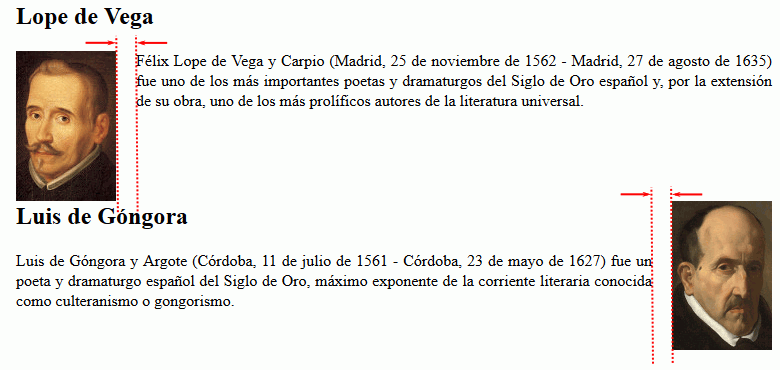 Lope de Vega
Félix Lope de Vega y Carpio (Madrid, 25 de noviembre de 1562 - Madrid, 27 de agosto de 1635)
fue uno de los más importantes poetas y dramaturgos del Siglo de Oro español y, por la extensión
de su obra, uno de los más prolíficos autores de la literatura universal.
Luis de Góngora
Luis de Góngora y Argote (Córdoba, 11 de julio de 1561 - Córdoba, 23 de mayo de 1627) fue un
poeta y dramaturgo español del Siglo de Oro, máximo exponente de la corriente literaria conocida
como culteranismo o gongorismo.